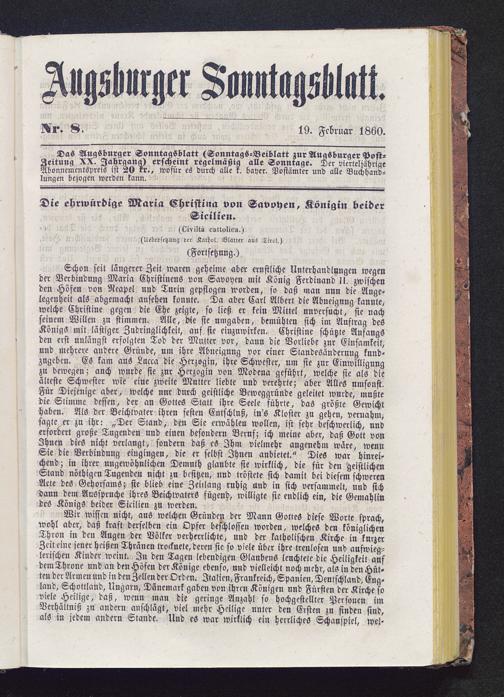 Augsburger Sonntagsblatt.
Nr. 8.
19. Februar 1860.
Das Augsburger Sonntagsblatt (Sonntags-Beiblatt zur Augsburger Post-
Zeitung XX. Jahrgang) erscheint regelmäßig alle Sonntage. Der vierteljährige
Abonnementspreis ist 20 kr., wofür es durch alle k. bayer. Postämter und alle Buchhand-
lungen bezogen werden kann.
Die ehrwürdige Maria Christina von Savoyen, Königin beider
Sicilien.
(Civiltà cattolica.)
(Uebersetzung der Kathol. Blätter aus Tirol.)
(Fortsetzung.)
Schon seit längerer Zeit waren geheime aber ernstliche Unterhandlungen wegen
der Verbindung Maria Christinens von Savoyen mit König Ferdinand II. zwischen
den Höfen von Neapel und Turin gepflogen worden, so daß man nun die Ange-
legenheit als abgemacht ansehen konnte. Da aber Carl Albert die Abneigung kannte,
welche Christine gegen die Ehe zeigte, so ließ er kein Mittel unversucht, sie nach
seinem Willen zu stimmen. Alle, die sie umgaben, bemühten sich im Auftrag des
Königs mit lästiger Zudringlichkeit, auf sie einzuwirken. Christine schützte Anfangs
den erst unlängst erfolgten Tod der Mutter vor, dann die Vorliebe zur Einsamkeit,
und mehrere andere Gründe, um ihre Abneigung vor einer Standesänderung kund-
zugeben. Es kam aus Lucca die Herzogin, ihre Schwester, um sie zur Einwilligung
zu bewegen; auch wurde sie zur Herzogin von Modena geführt, welche sie als die
älteste Schwester wie eine zweite Mutter liebte und verehrte; aber Alles umsonst.
Für Diejenige aber, welche nur durch geistliche Beweggründe geleitet wurde, mußte
die Stimme dessen, der an Gottes Statt ihre Seele führte, das größte Gewicht
haben. Als der Beichtvater ihren festen Entschluß, in's Kloster zu gehen, vernahm,
sagte er zu ihr: „Der Stand, den Sie erwählen wollen, ist sehr beschwerlich, und
erfordert große Tugenden und einen besondern Beruf; ich meine aber, daß Gott von
Ihnen dies nicht verlangt, sondern daß es Ihm vielmehr angenehm wäre, wenn
Sie die Verbindung eingingen, die er selbst Ihnen anbietet.“ Dies war hinrei-
chend; in ihrer ungewöhnlichen Demuth glaubte sie wirklich, die für den geistlichen
Stand nöthigen Tugenden nicht zu besitzen, und tröstete sich damit bei diesem schweren
Acte des Gehorsams; sie blieb eine Zeitlang ruhig und in sich versammelt, und sich
dann dem Ausspruche ihres Beichtvaters fügend, willigte sie endlich ein, die Gemahlin
des Königs beider Sicilien zu werden.
Wir wissen nicht, aus welchen Gründen der Mann Gottes diese Worte sprach,
wohl aber, daß kraft derselben ein Opfer beschlossen worden, welches den königlichen
Thron in den Augen der Völker verherrlichte, und der katholischen Kirche in kurzer
Zeit eine jener heißen Thränen trocknete, deren sie so viele über ihre treulosen und aufwieg-
lerischen Kinder weint. In den Tagen lebendigen Glaubens leuchtete die Heiligkeit auf
dem Throne und an den Höfen der Könige ebenso, und vielleicht noch mehr, als in den Hüt-
ten der Armen und in den Zellen der Orden. Italien, Frankreich, Spanien, Deutschland, Eng-
land, Schottland, Ungarn, Dänemark gaben von ihren Königen und Fürsten der Kirche so
viele Heilige, daß, wenn man die geringe Anzahl so hochgestellter Personen im
Verhältniß zu andern anschlägt, viel mehr Heilige unter den Ersten zu finden sind,
als in jedem andern Stande. Und es war wirklich ein herrliches Schauspiel, wel-